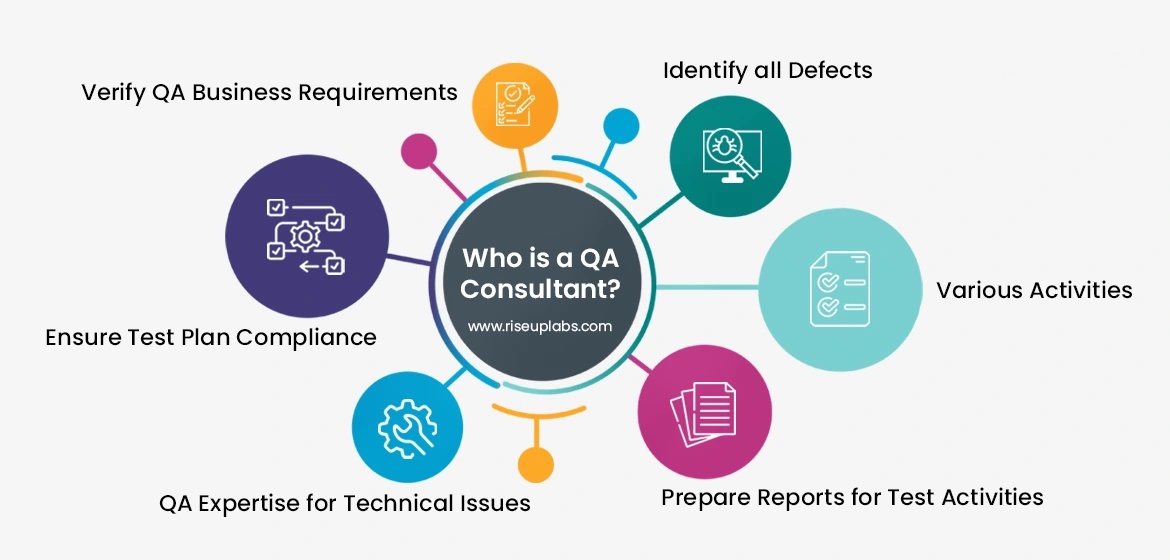 Identify all Defects
Verify QA Business Requirements
Who is a QA
Consultant?
www.riseuplabs.com
Various Activities
Ensure Test Plan Compliance
QA Expertise for Technical Issues
Prepare Reports for Test Activities